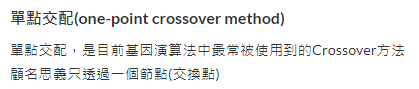 單點交配(one-point crossover method)
單點交配，是目前基因演算法中最常被使用到的Crossover方法
顧名思義只透過一個節點(交換點)